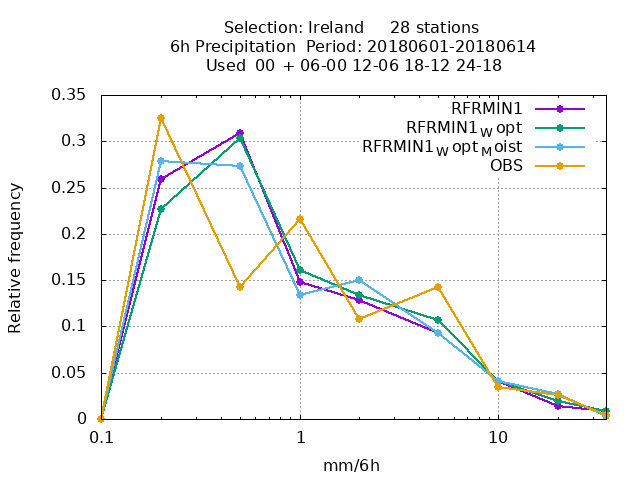 Selection: Ireland 28 stations
6h Precipitation Period: 20180601-20180614
Used 00 + 06-00 12-06 18-12 24-18
RFRMIN1
RFRMIN1Wopt
RFRMIN1WoptMoist
OBS
Relative frequency
0.35
0.3
0.25
0.2
0.15
0.1
0.05
0
0.1 1 10
mm/6h